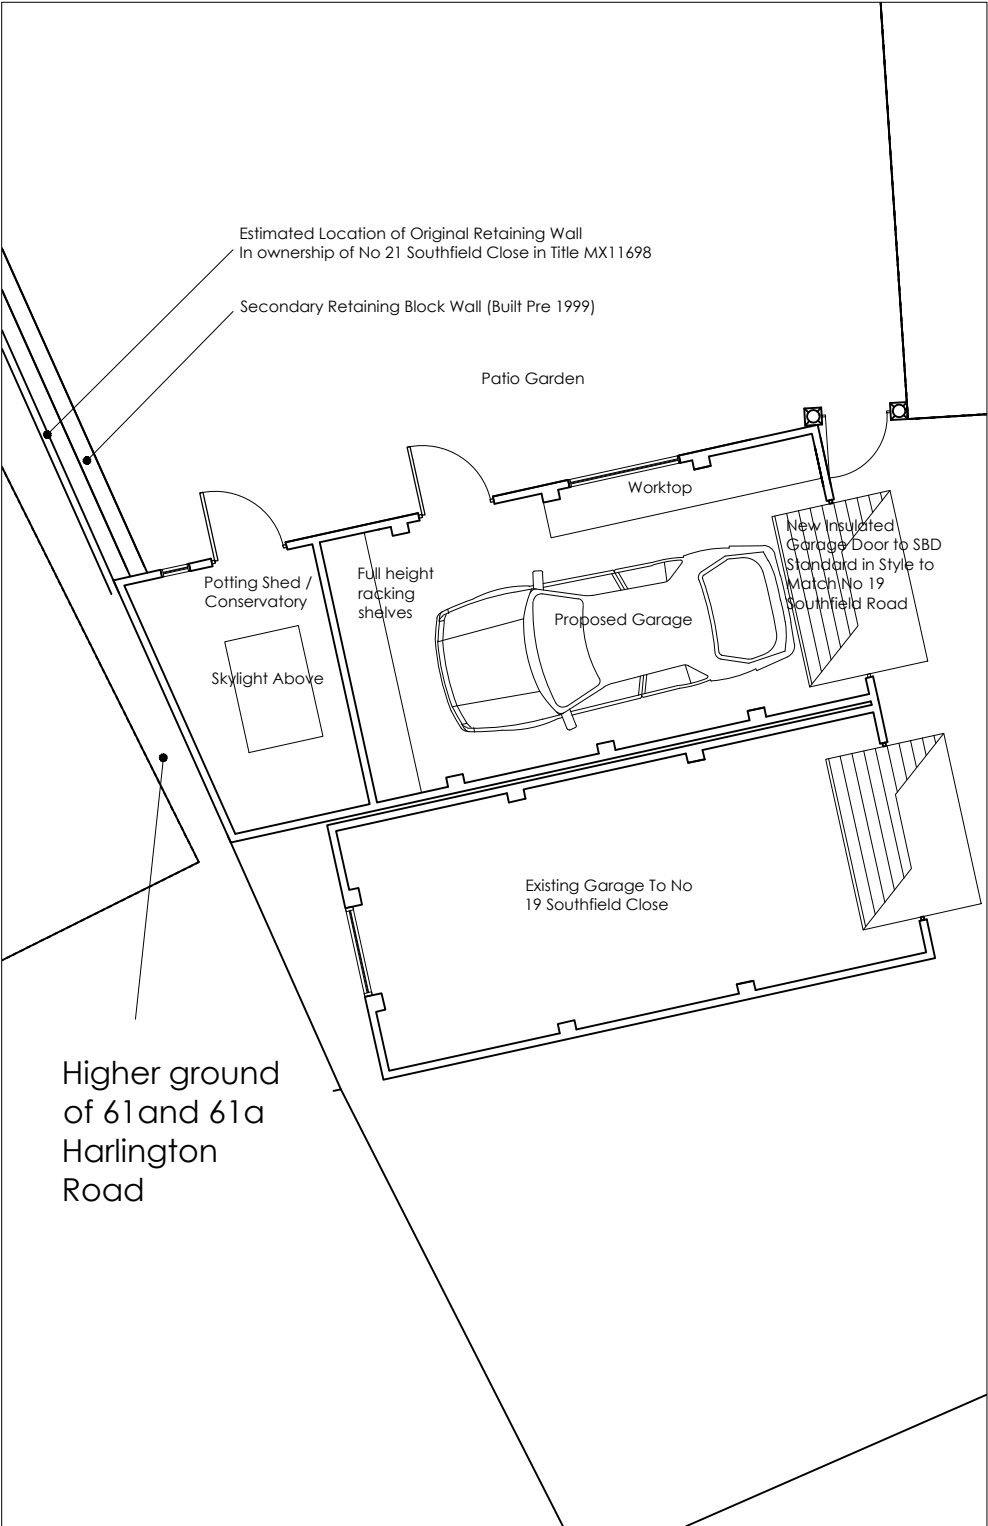 Estimated Location of Original Retaining Wall
In ownership of No 21 Southfield Close in Title MX11698
Secondary Retaining Block Wall (Built Pre 1999)
Patio Garden
Worktop
New Insulated
Garage Door to SBD
Standard in Style to
Match No 19
Southfield Road
Potting Shed /
Conservatory
Full height
racking
shelves
Proposed Garage
Skylight Above
Existing Garage To No
19 Southfield Close
Higher ground
of 61and 61a
Harlington
Road